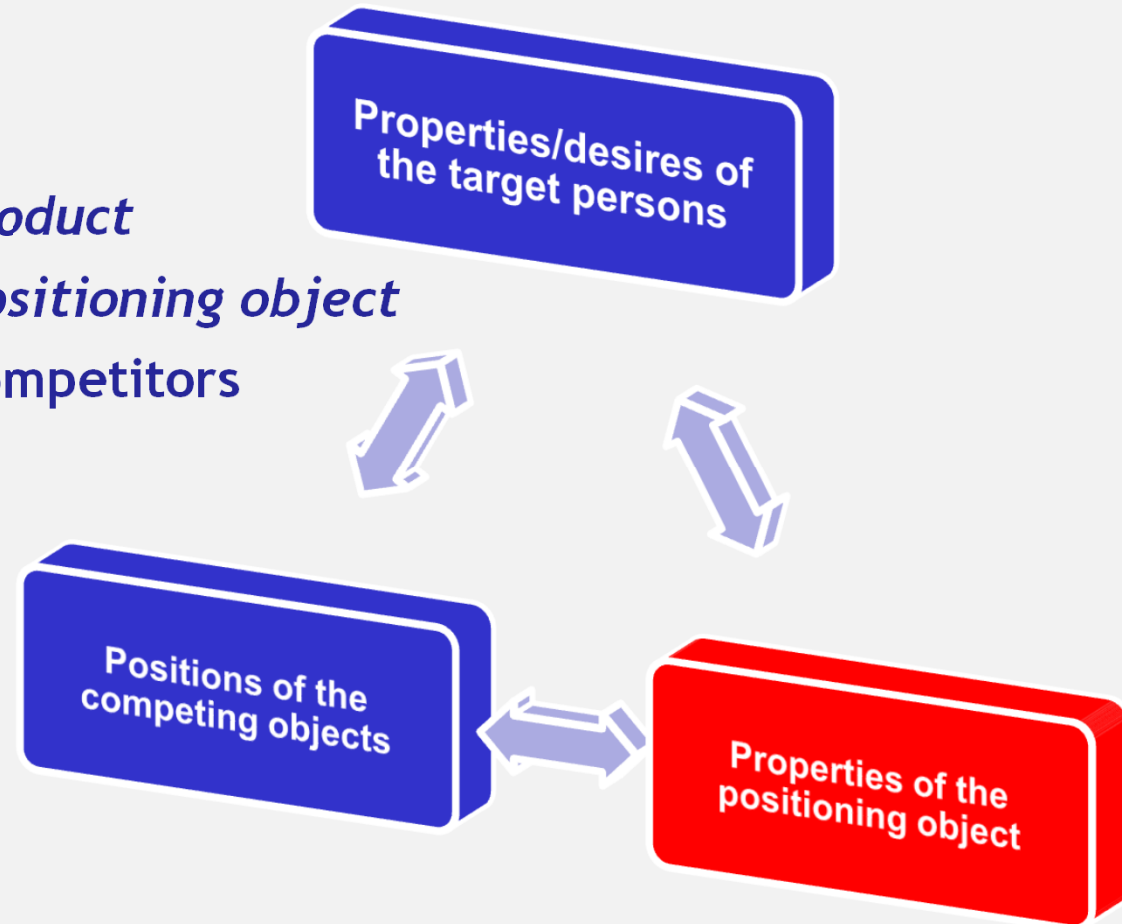 Properties/desires of
the target persons
oduct
ositioning object
mpetitors
Positions of the
competing objects
Properties of the
positioning object